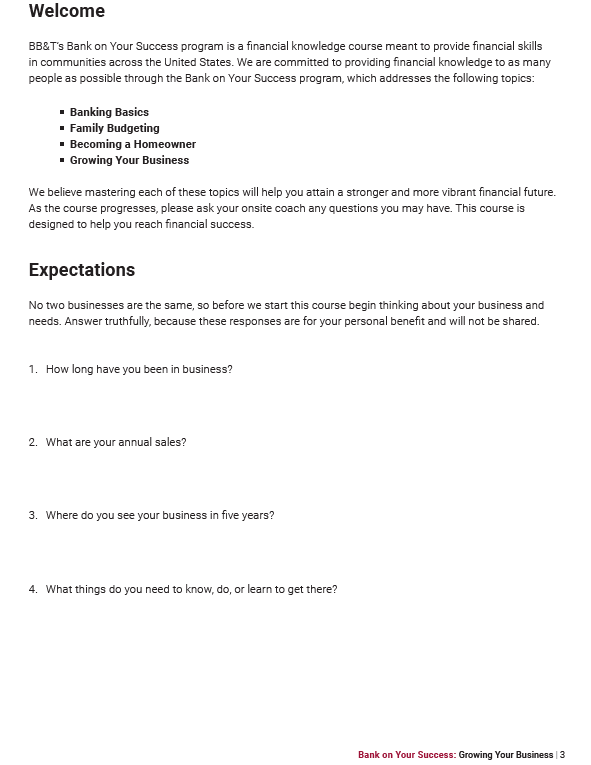 Welcome
BB&T's Bank on Your Success program is a financial knowledge course meant to provide financial skills
in communities across the United States. We are committed to providing financial knowledge to as many
people as possible through the Bank on Your Success program, which addresses the following topics:
▪ Banking Basics
▪ Family Budgeting
▪ Becoming a Homeowner
▪ Growing Your Business
We believe mastering each of these topics will help you attain a stronger and more vibrant financial future.
As the course progresses, please ask your onsite coach any questions you may have. This course is
designed to help you reach financial success.
Expectations
No two businesses are the same, so before we start this course begin thinking about your business and
needs. Answer truthfully, because these responses are for your personal benefit and will not be shared.
1. How long have you been in business?
2. What are your annual sales?
3. Where do you see your business in five years?
4. What things do you need to know, do, or learn to get there?
Bank on Your Success: Growing Your Business | 3